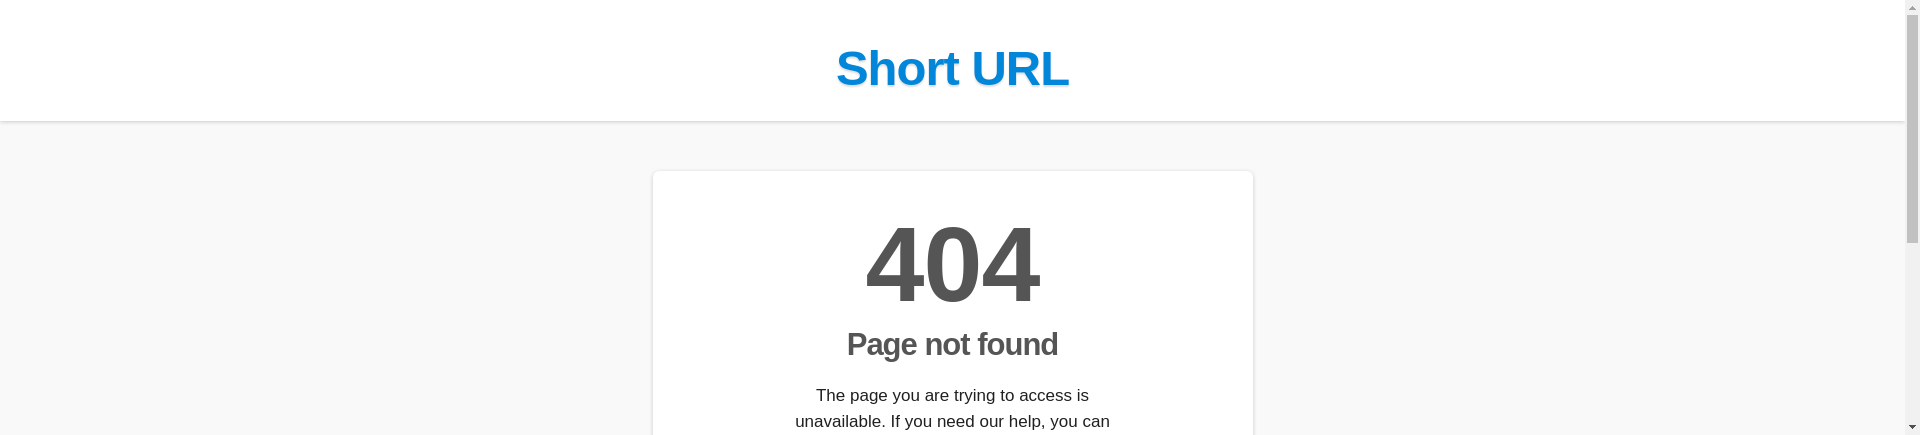 Short URL
404
Page not found
The page you are trying to access is
unavailable. If you need our help, you can